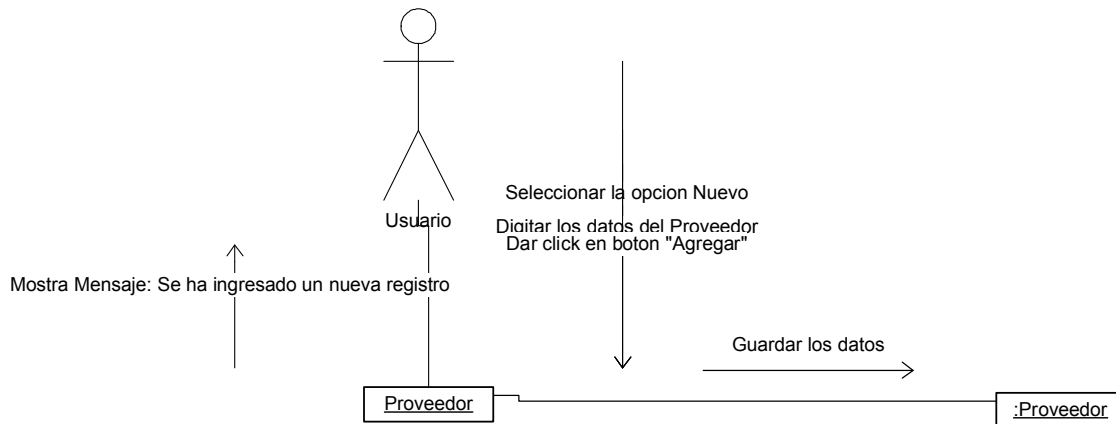 Seleccionar la opcion Nuevo
Usuario
Digitar los datos del Proveedor
Dar click en boton "Agregar"
Mostra Mensaje: Se ha ingresado un nueva registro
Guardar los datos
Proveedor
:Proveedor